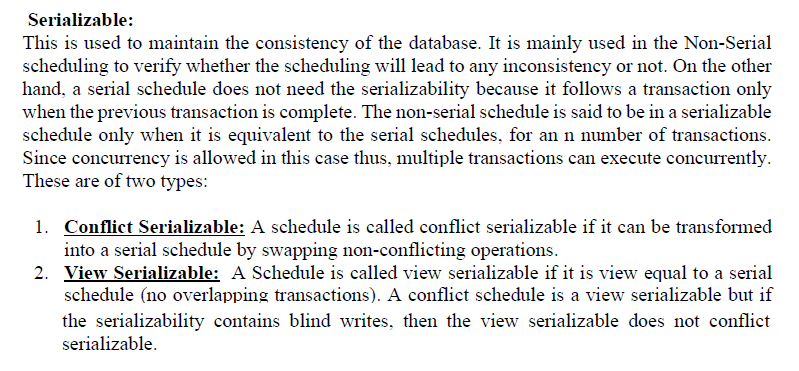 Serializable:
This is used to maintain the consistency of the database. It is mainly used in the Non-Serial
scheduling to verify whether the scheduling will lead to any inconsistency or not. On the other
hand, a serial schedule does not need the serializability because it follows a transaction only
when the previous transaction is complete. The non-serial schedule is said to be in a serializable
schedule only when it is equivalent to the serial schedules, for an n number of transactions.
Since concurrency is allowed in this case thus, multiple transactions can execute concurrently.
These are of two types:
1. Conflict Serializable: A schedule is called conflict serializable if it can be transformed
into a serial schedule by swapping non-conflicting operations.
2. View Serializable: A Schedule is called view serializable if it is view equal to a serial
schedule (no overlapping transactions). A conflict schedule is a view serializable but if
the serializability contains blind writes, then the view serializable does not conflict
serializable.